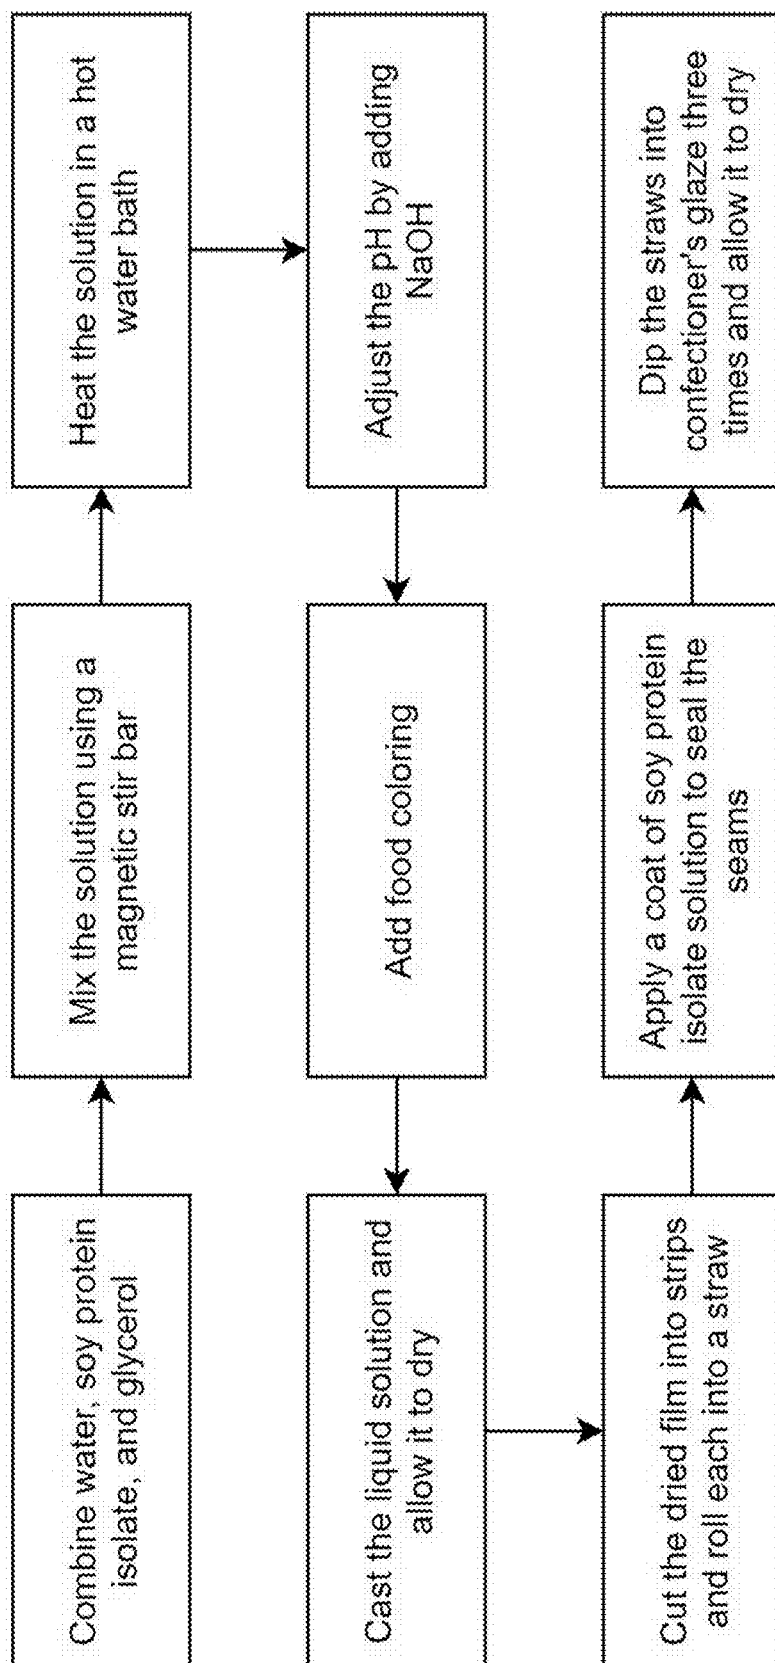 Combine water, soy protein
isolate, and glycerol
Mix the solution using a
magnetic stir bar
Heat the solution in a hot
water bath
Adjust the pH by adding
NaOH
Add food coloring
Cast the liquid solution and
allow it to dry
Cut the dried film into strips
and roll each into a straw
Apply a coat of soy protein
isolate solution to seal the
seams
Dip the straws into
confectioner's glaze three
times and allow it to dry